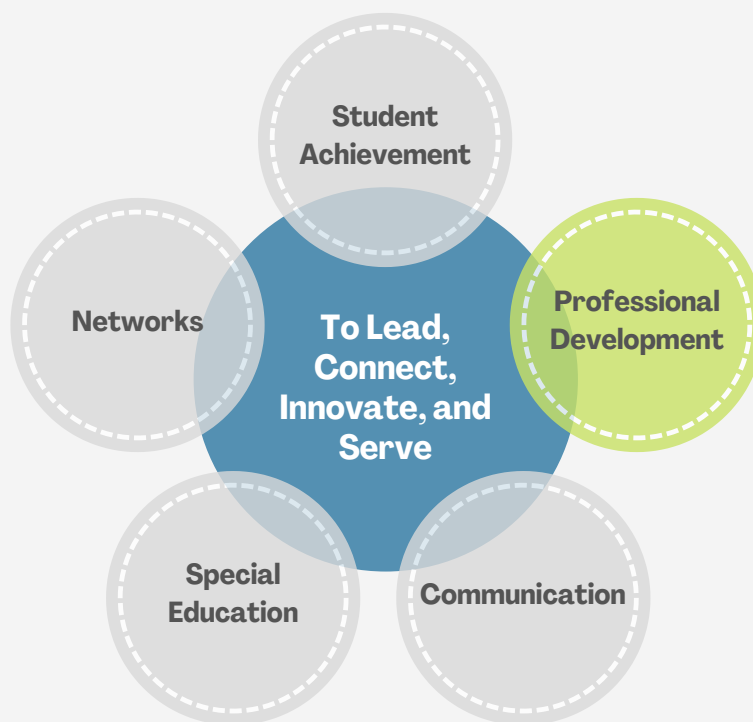 Student
Achievement
Networks
To Lead,
Connect,
Innovate, and
Serve
Professional
Development
Special
Education
Communication